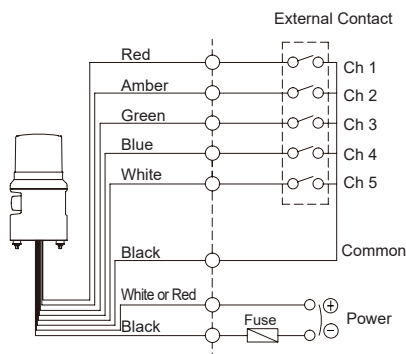 External Contact
Red
Ch 1
Amber
Ch 2
Green
Ch 3
Blue
Ch 4
White
Ch 5
Black
Common
White or Red
+
Fuse
Power
Black
−